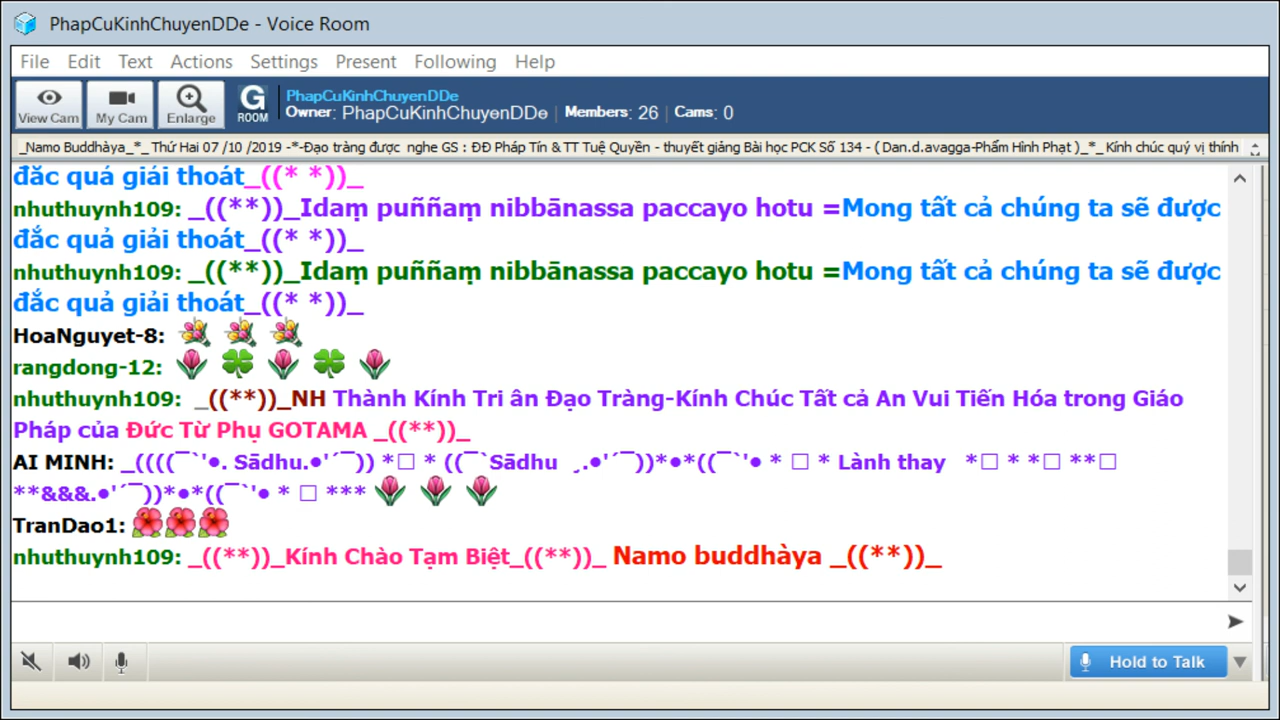 PhapCuKinhChuyenDDe - Voice Room
File Edit Text Actions Settings Present Following Help
View Cam My Cam Enlarge G ROOM
PhapCuKinhChuyenDDe
Owner: PhapCuKinhChuyenDDe | Members: 26 | Cams: 0
_Namo Buddhàya_*_ Thứ Hai 07 /10 /2019 -*-Đạo tràng được nghe GS : ĐĐ Pháp Tín & TT Tuệ Quyền - thuyết giảng Bài học PCK Số 134 - ( Dan.d.avagga-Phẩm Hình Phạt )_*_ Kính chúc quý vị thính
đăc quá giái thoát_((* *))_
nhuthuynh109: _((**))_Idaṃ puññaṃ nibbānassa paccayo hotu =Mong tất cả chúng ta sẽ được
đắc quả giải thoát_((* *))_
nhuthuynh109: _((**))_Idaṃ puññaṃ nibbānassa paccayo hotu =Mong tất cả chúng ta sẽ được
đắc quả giải thoát_((* *))_
HoaNguyet-8:
rangdong-12:
nhuthuynh109: _((**))_NH Thành Kính Tri ân Đạo Tràng-Kính Chúc Tất cả An Vui Tiến Hóa trong Giáo
Pháp của Đức Từ Phụ GOTAMA _((**))_
AI MINH: _((((¯`'•. Sādhu.•'´¯)) *□ * ((¯`Sādhu ¸.•'´¯))*•*((¯`'• * □ * Lành thay *□ * *□ **□
**&&&.•'´¯))*•*((¯`'• * □ ***
TranDao1:
nhuthuynh109: _((**))_Kính Chào Tạm Biệt_((**))_ Namo buddhàya _((**))_
Hold to Talk